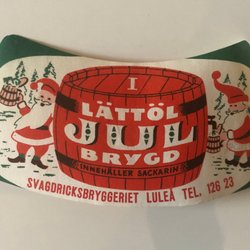 I
LÄTTÖL
JUL
BRYGD
INNEHÅLLER SACKARIN
SVAGDRICKSBRYGGERIET LULEÅ TEL. 126 23